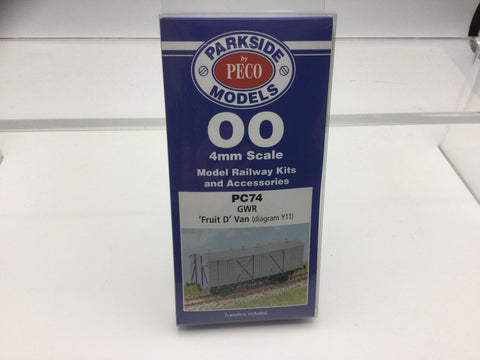 PARKSIDE
by
PECO
MODELS
OO
4mm Scale
Model Railway Kits
and Accessories
PC74
GWR
'Fruit D' Van (diagram Y11)
Transfers included